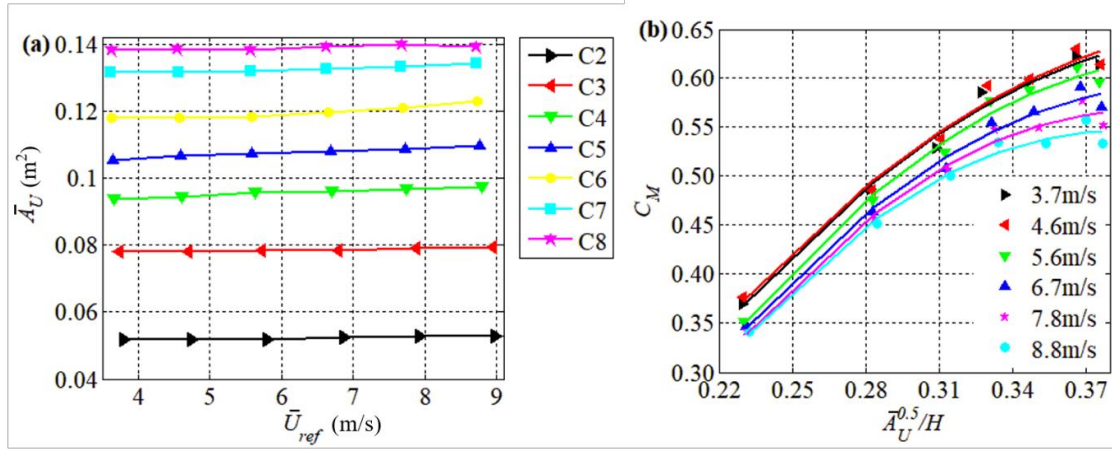 (a)
0.14
0.12
0.1
0.08
0.06
0.04
Ā_U (m²)
4 5 6 7 8 9
Ū_ref (m/s)
C2
C3
C4
C5
C6
C7
C8
(b)
0.65
0.60
0.55
0.50
0.45
0.40
0.35
0.30
C_M
3.7m/s
4.6m/s
5.6m/s
6.7m/s
7.8m/s
8.8m/s
0.22 0.25 0.28 0.31 0.34 0.37
Ā_U^0.5/H